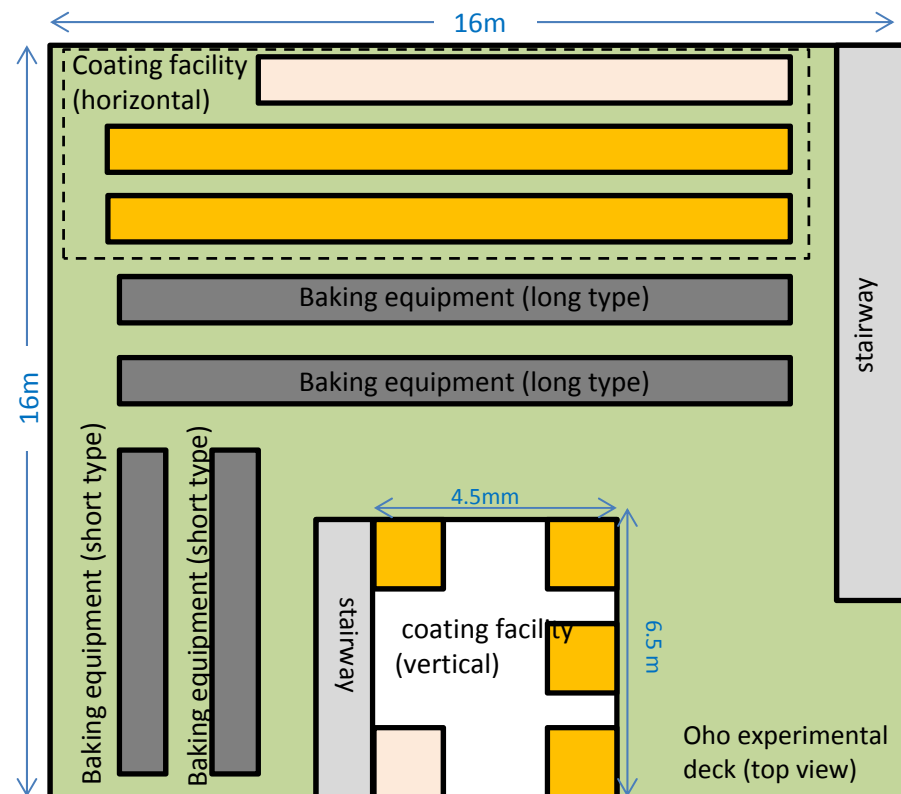 16m
Coating facility
(horizontal)
16m
Baking equipment (long type)
stairway
Baking equipment (long type)
Baking equipment (short type)
Baking equipment (short type)
4.5mm
stairway
coating facility
(vertical)
6.5 m
Oho experimental
deck (top view)